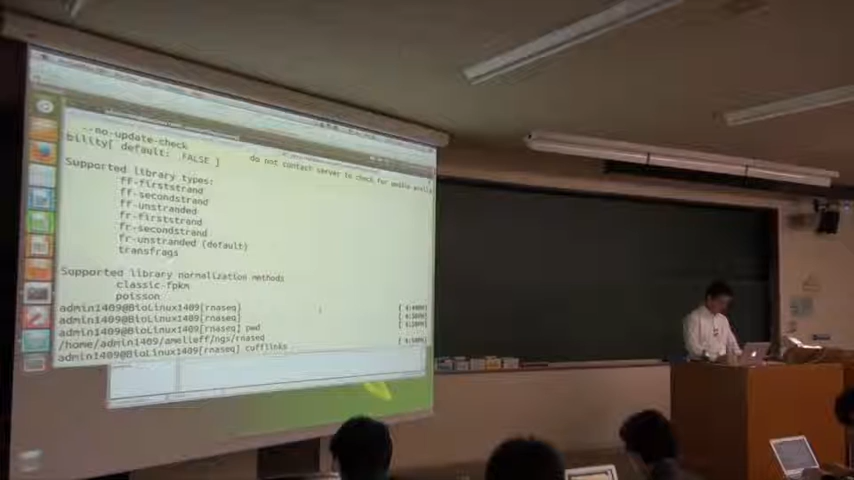 --no-update-check do not contact server to check for update avail
bility[ default: FALSE ]
Supported library types:
ff-firststrand
ff-secondstrand
ff-unstranded
fr-firststrand
fr-secondstrand
fr-unstranded (default)
transfrags
Supported library normalization methods
classic-fpkm
poisson
admin1409@BioLinux1409[rnaseq]
admin1409@BioLinux1409[rnaseq]
admin1409@BioLinux1409[rnaseq] pwd
/home/amelieff/ngs/rnaseq
admin1409@BioLinux1409[rnaseq] cufflinks